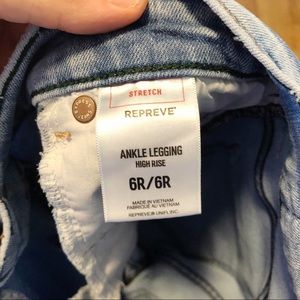 STRETCH
REPREVE®
ANKLE LEGGING
HIGH RISE
6R/6R
MADE IN VIETNAM
FABRIQUÉ AU VIETNAM
REPREVE® UNIFI, INC.